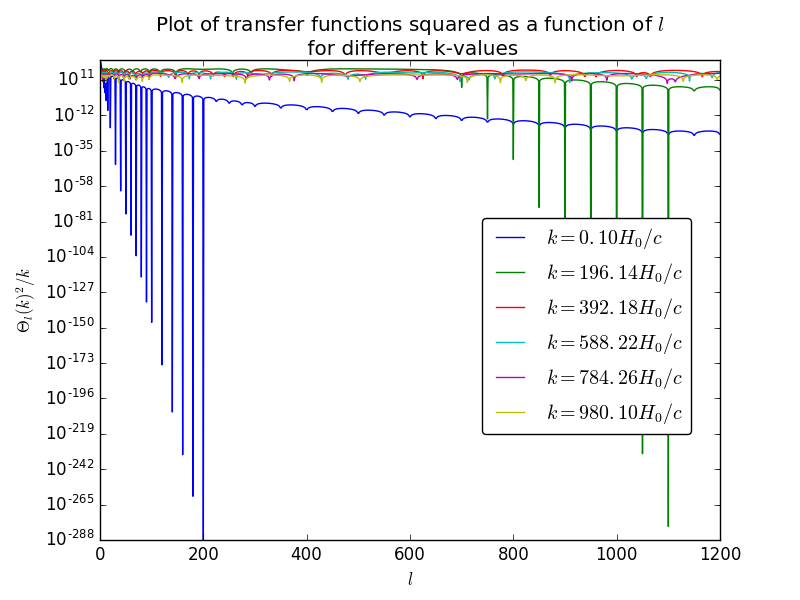 Plot of transfer functions squared as a function of l
for different k-values
10^11
10^-12
10^-35
10^-58
10^-81
10^-104
10^-127
10^-150
10^-173
10^-196
10^-219
10^-242
10^-265
10^-288
Θ_l(k)^2/k
k=0.10H_0/c
k=196.14H_0/c
k=392.18H_0/c
k=588.22H_0/c
k=784.26H_0/c
k=980.10H_0/c
0 200 400 600 800 1000 1200
l